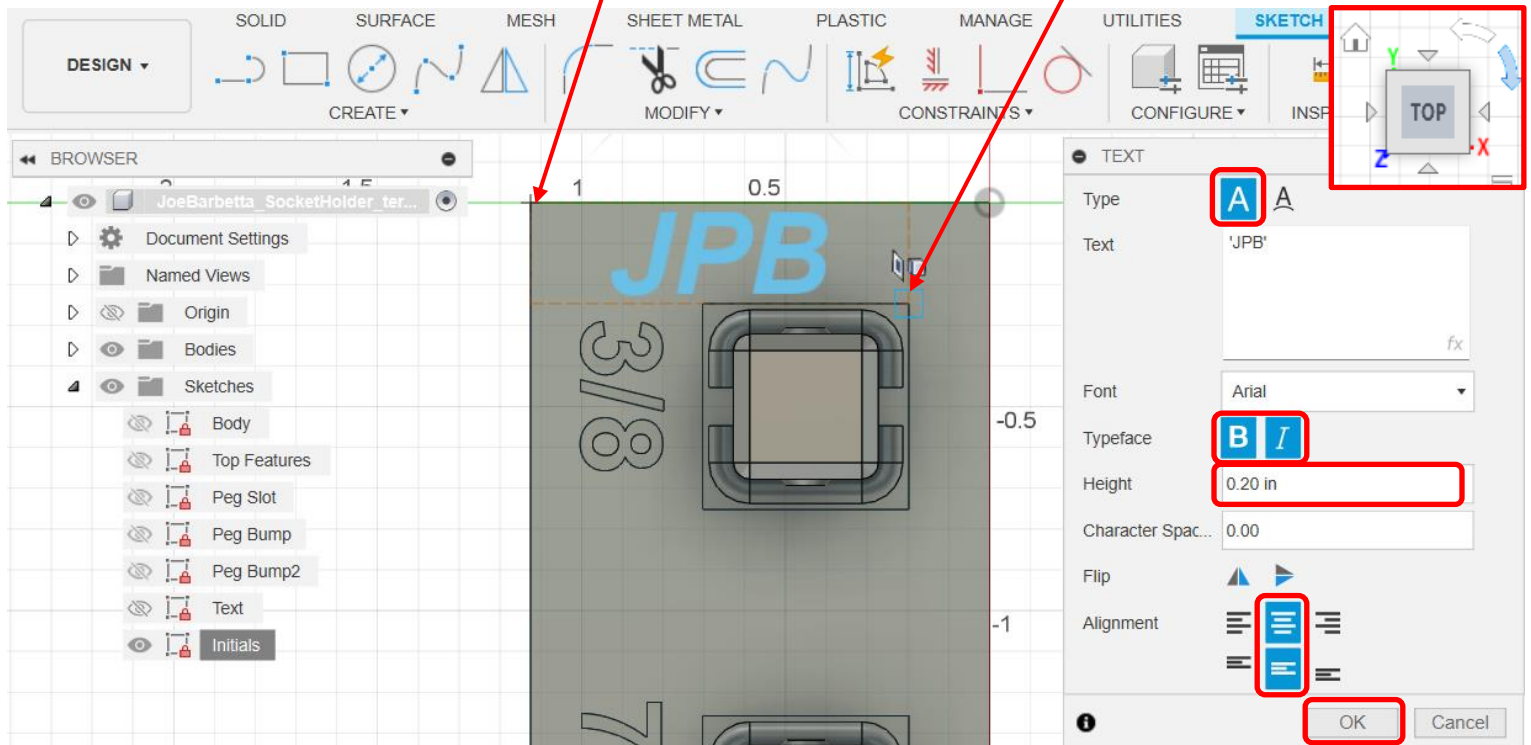 SOLID SURFACE MESH SHEET METAL PLASTIC MANAGE UTILITIES SKETCH
DESIGN
CREATE MODIFY CONSTRAINTS CONFIGURE INSP
Y
TOP
X
Z
BROWSER
JoeBarbetta_SocketHolder_ter...
Document Settings
Named Views
Origin
Bodies
Sketches
Body
Top Features
Peg Slot
Peg Bump
Peg Bump2
Text
Initials
1 0.5
JPB
3/8
-0.5
-1
7
TEXT
Type A A
Text 'JPB'
fx
Font Arial
Typeface B I
Height 0.20 in
Character Spac... 0.00
Flip
Alignment
OK Cancel